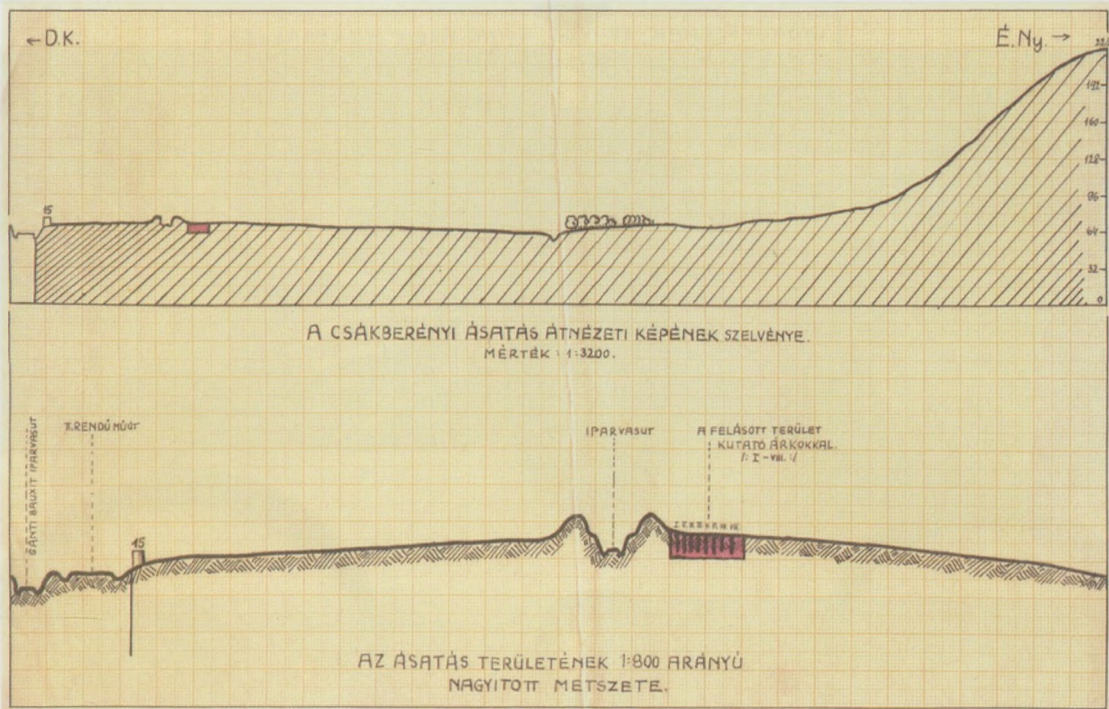 ← D.K.
É.Ny. →
192
160
128
96
64
32
0
15
A CSÁKBERÉNYI ÁSATÁS ÁTNÉZETI KÉPÉNEK SZELVÉNYE.
MÉRTÉK : 1:3200.
GÁNTI BAUXIT IPARVASUT
II.RENDŰ MŰÚT
IPARVASUT
A FELÁSOTT TERÜLET
KUTATÓ ÁRKOKKAL.
/: I - VIII. :/
15
AZ ÁSATÁS TERÜLETÉNEK 1:800 ARÁNYÚ
NAGYITOTT METSZETE.